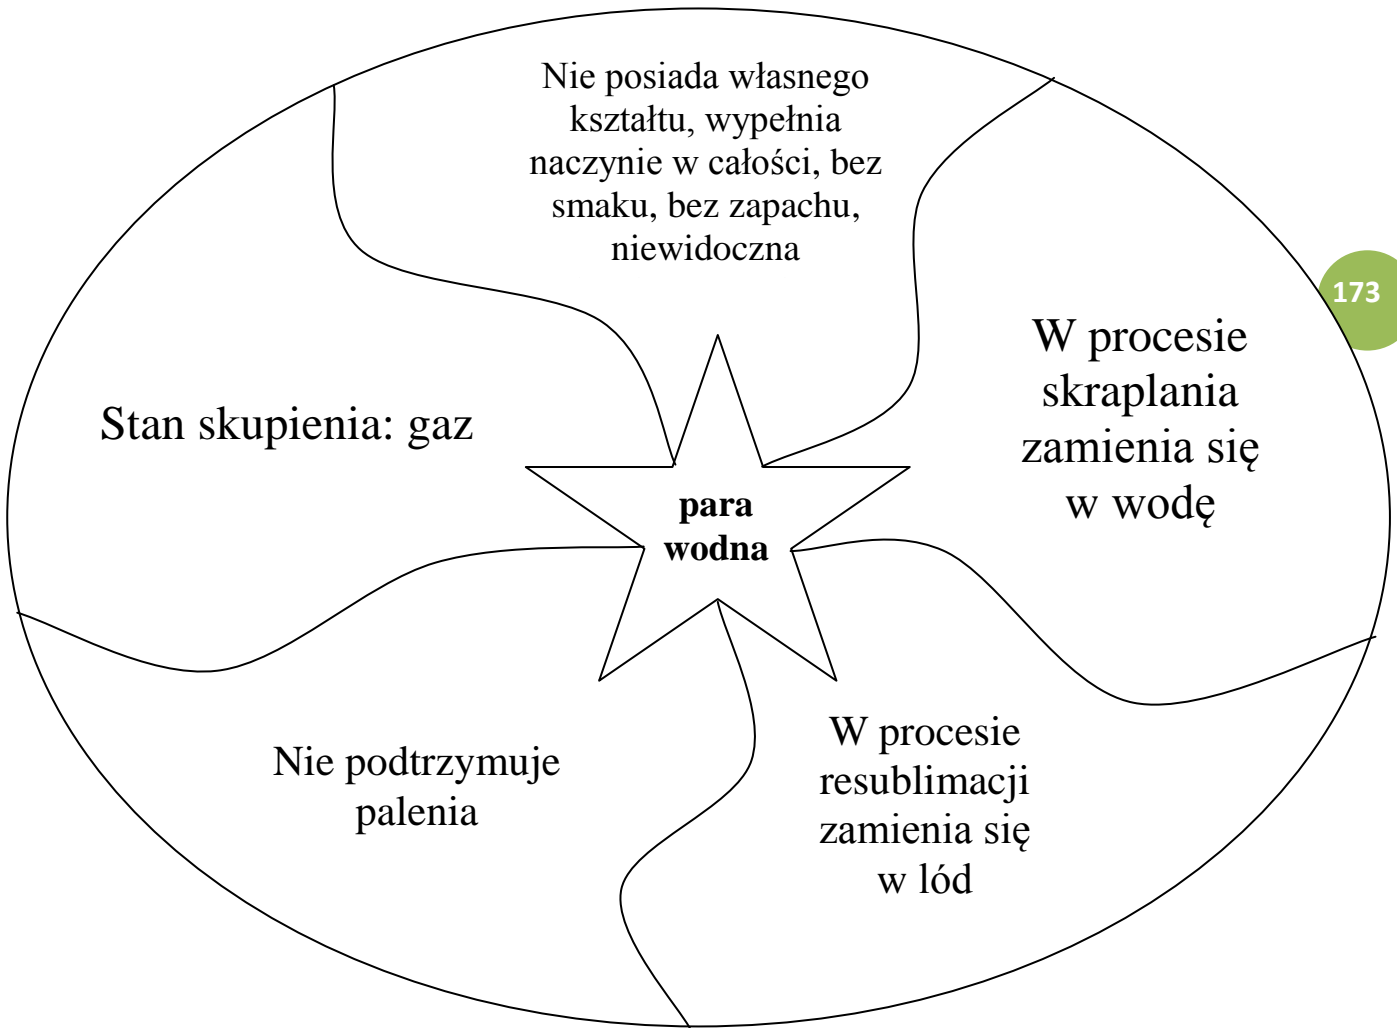 Nie posiada własnego
kształtu, wypełnia
naczynie w całości, bez
smaku, bez zapachu,
niewidoczna
173
W procesie
skraplania
zamienia się
w wodę
Stan skupienia: gaz
para
wodna
Nie podtrzymuje
palenia
W procesie
resublimacji
zamienia się
w lód